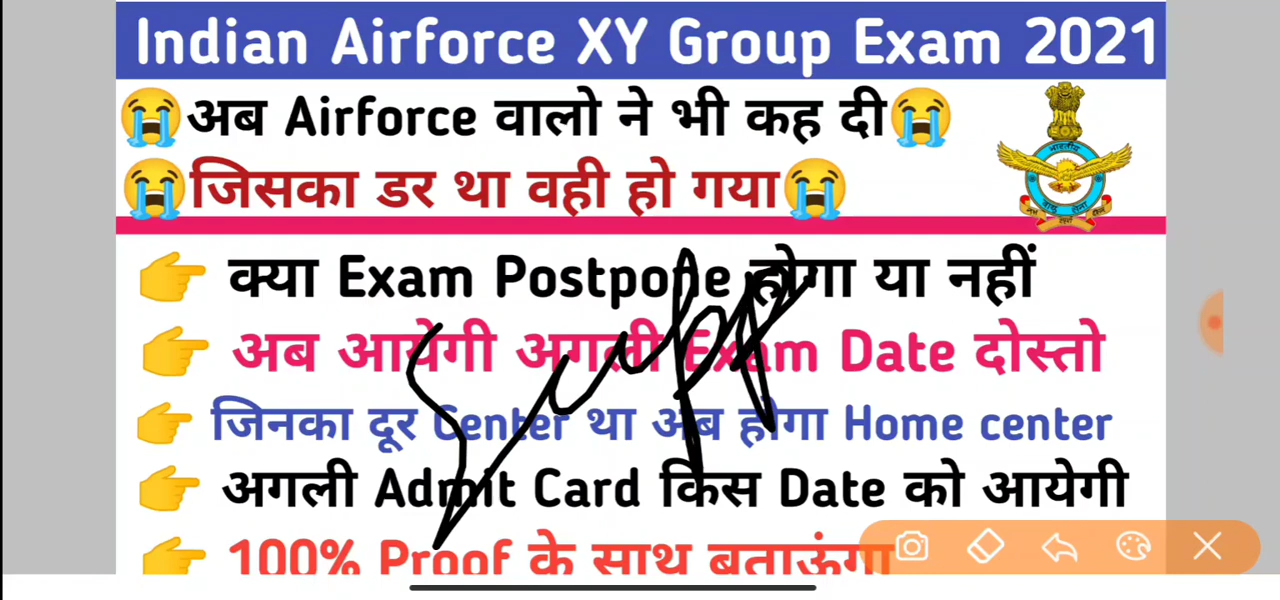 Indian Airforce XY Group Exam 2021
😭अब Airforce वालो ने भी कह दी😭
😭जिसका डर था वही हो गया😭
👉 क्या Exam Postpone होगा या नहीं
👉 अब आयेगी अगली Exam Date दोस्तो
👉 जिनका दूर Center था अब होगा Home center
👉 अगली Admit Card किस Date को आयेगी
👉 100% Proof के साथ बताऊंगा